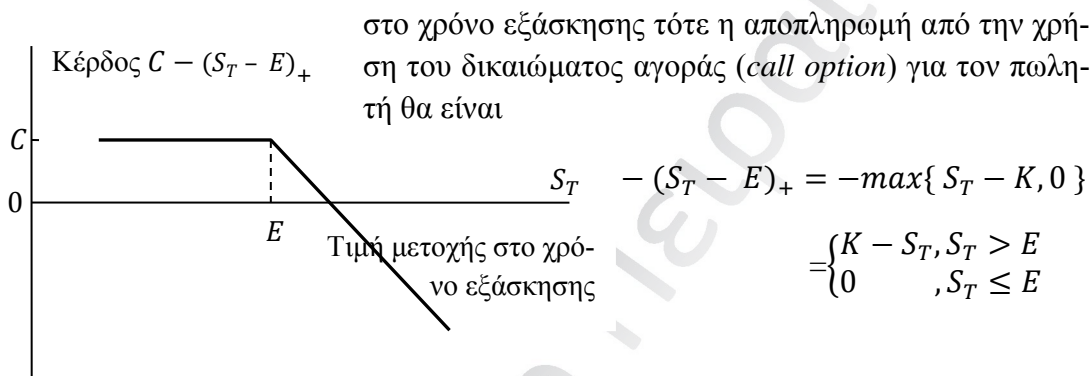 στο χρόνο εξάσκησης τότε η αποπληρωμή από την χρή-
ση του δικαιώματος αγοράς (call option) για τον πωλη-
τή θα είναι
Κέρδος C − (S_T − E)_+
C
0
E
S_T
Τιμή μετοχής στο χρό-
νο εξάσκησης
− (S_T − E)_+ = −max{ S_T − K, 0 }
={K − S_T, S_T > E
{0 , S_T ≤ E